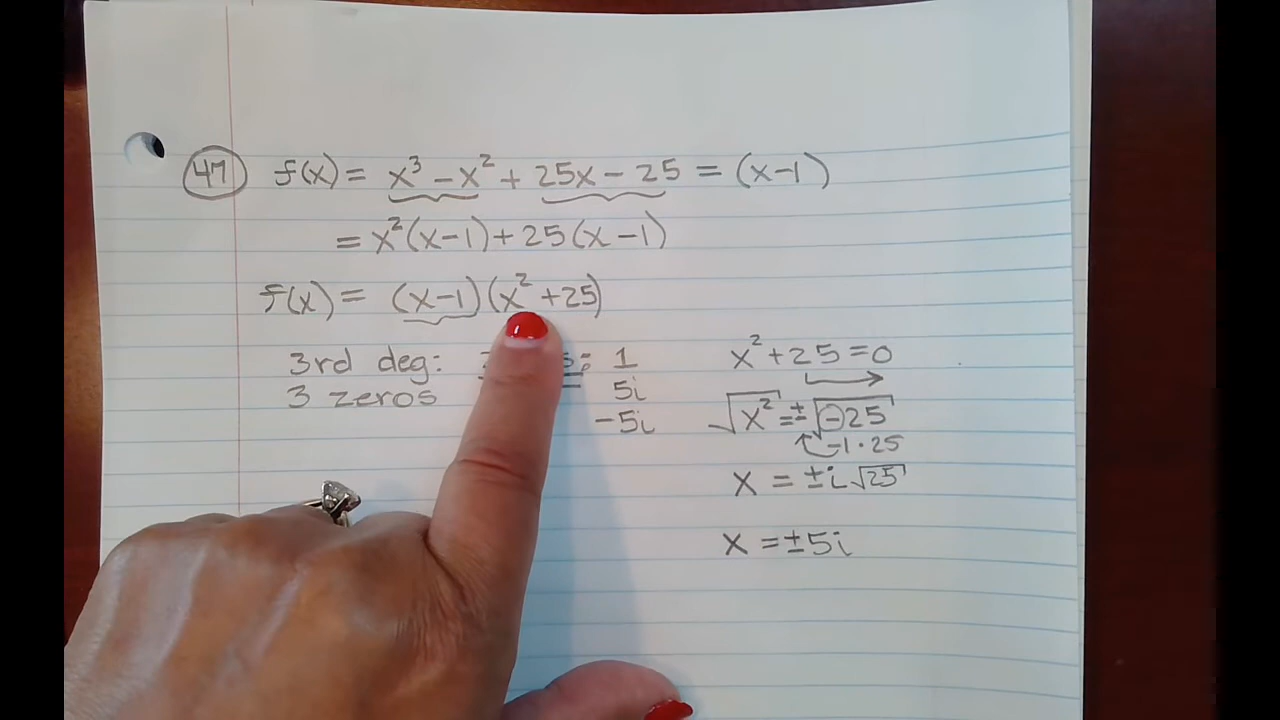 47 f(x) = x³ - x² + 25x - 25 = (x-1)
= x²(x-1) + 25(x-1)
f(x) = (x-1)(x²+25)
3rd deg: : 1
3 zeros 5i
-5i
x² + 25 = 0
√x² = ±√-25
-1 · 25
x = ±i√25
x = ±5i